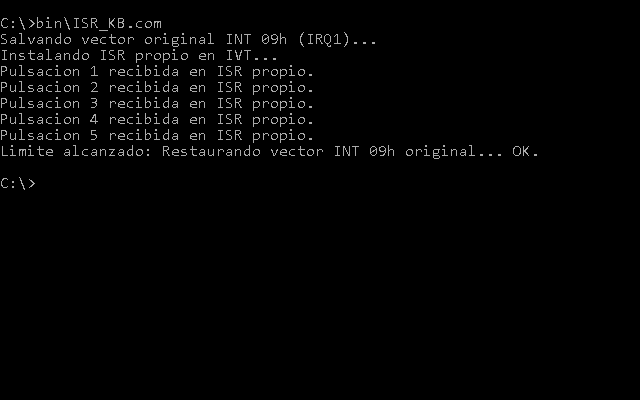 C:\>bin\ISR_KB.com
Salvando vector original INT 09h (IRQ1)...
Instalando ISR propio en IVT...
Pulsacion 1 recibida en ISR propio.
Pulsacion 2 recibida en ISR propio.
Pulsacion 3 recibida en ISR propio.
Pulsacion 4 recibida en ISR propio.
Pulsacion 5 recibida en ISR propio.
Limite alcanzado: Restaurando vector INT 09h original... OK.
C:\>